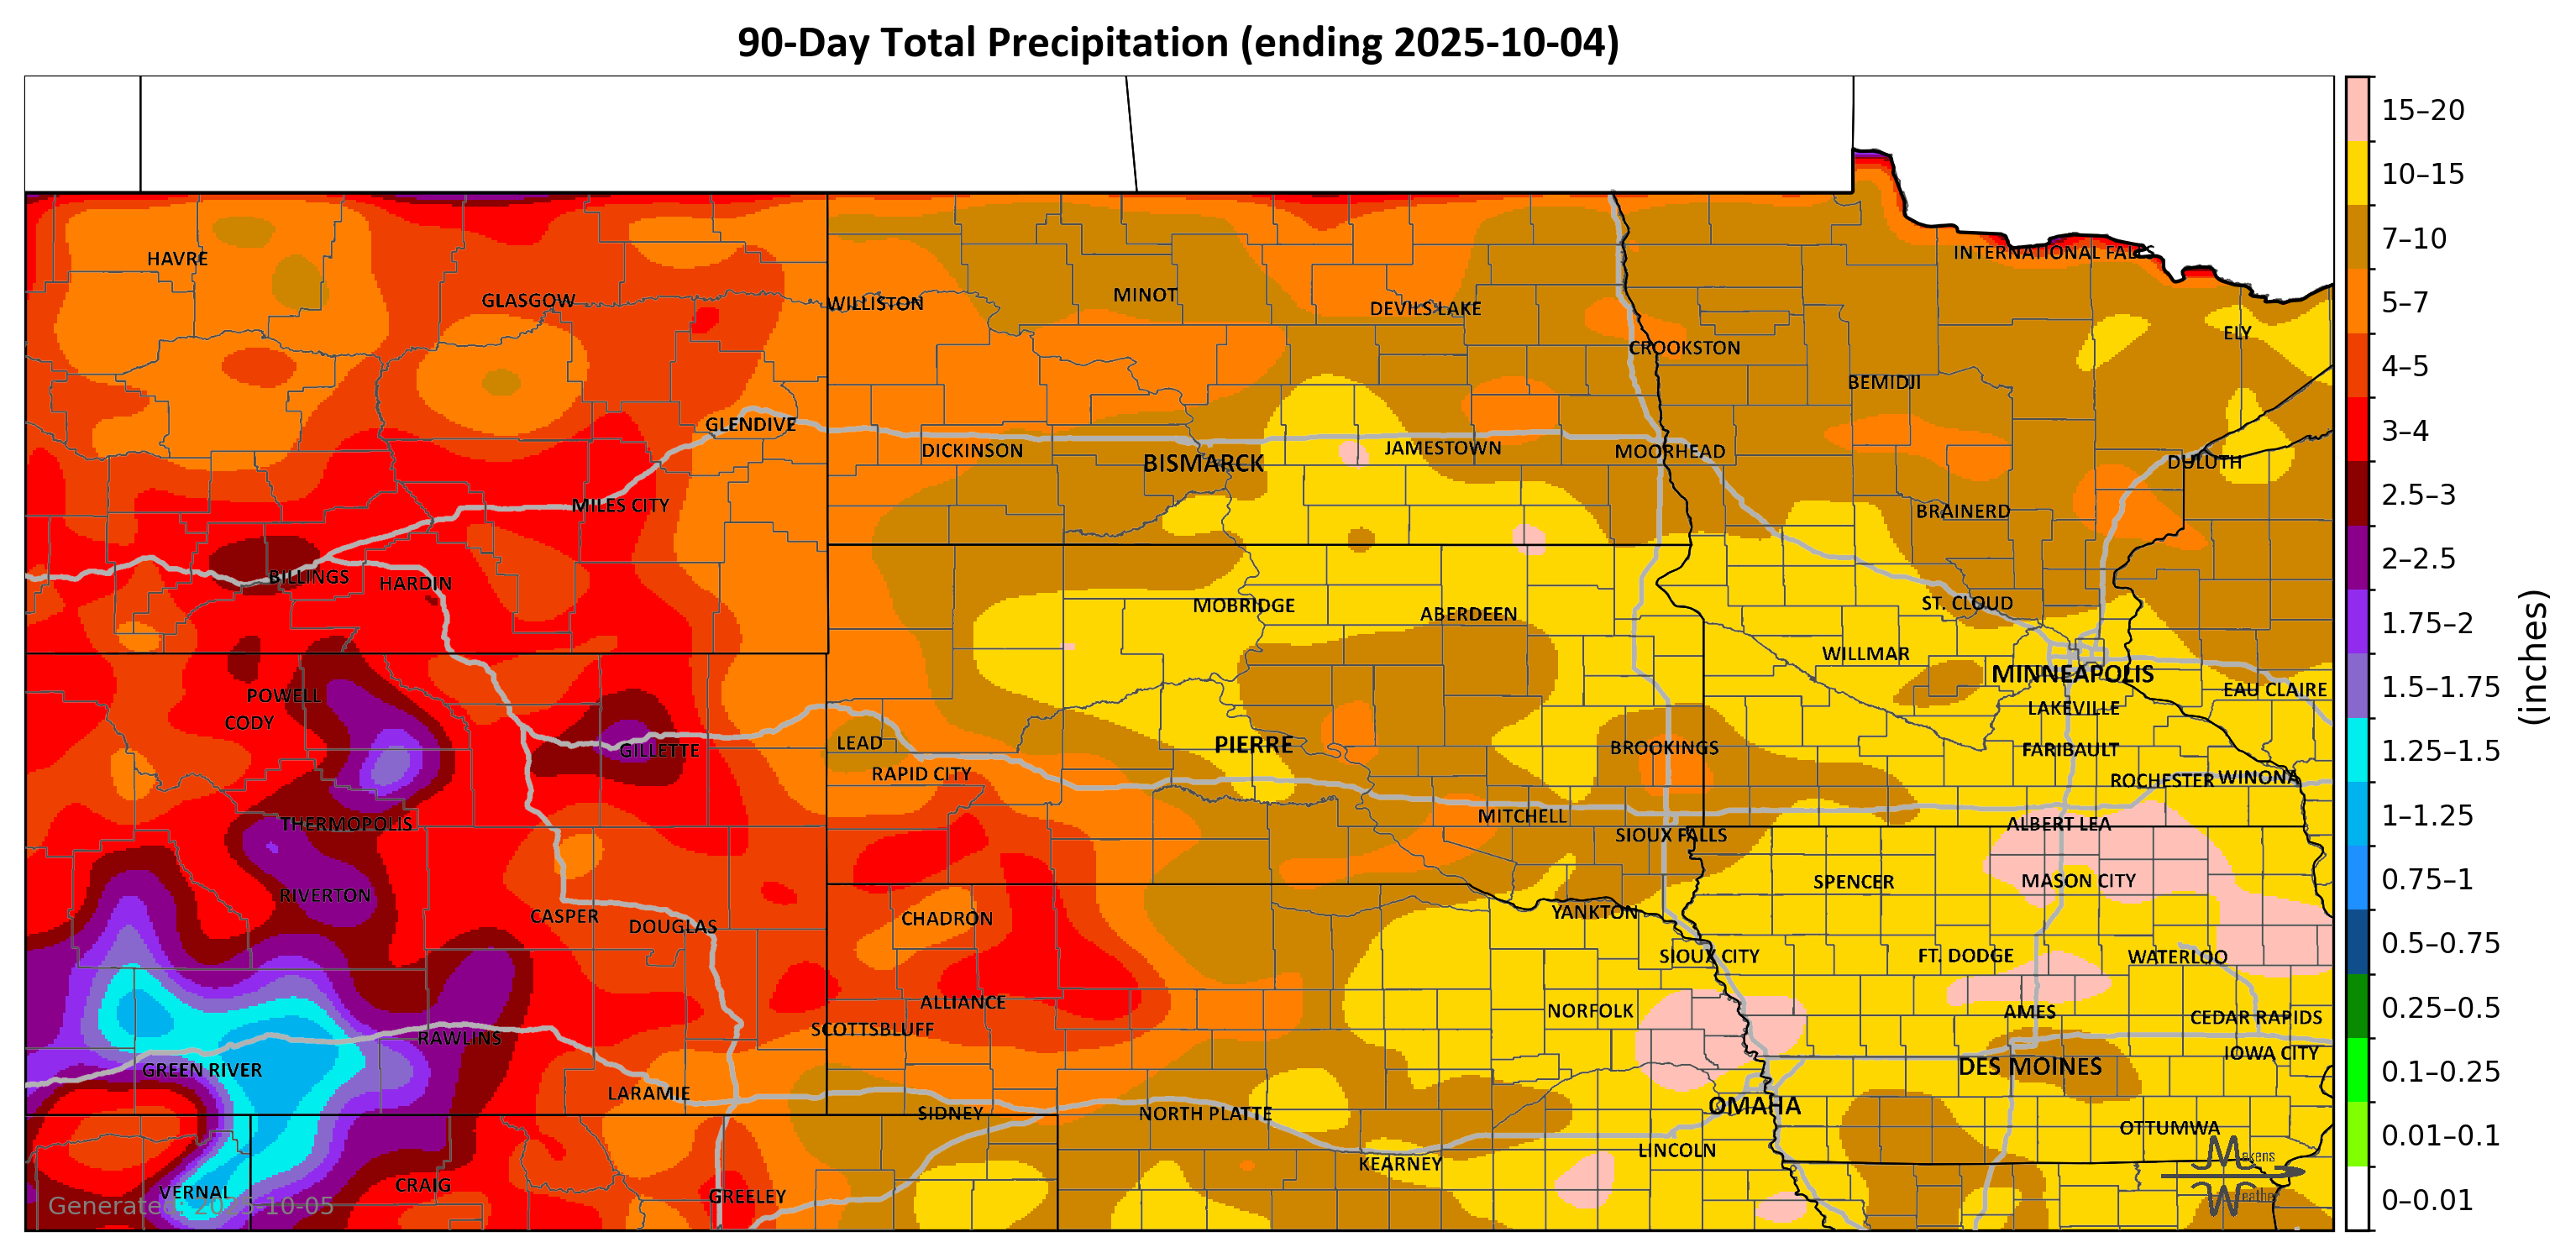 90-Day Total Precipitation (ending 2025-10-04)
15–20
10–15
7–10
5–7
4–5
3–4
2.5–3
2–2.5
1.75–2
1.5–1.75
1.25–1.5
1–1.25
0.75–1
0.5–0.75
0.25–0.5
0.1–0.25
0.01–0.1
0–0.01
(inches)
INTERNATIONAL FALLS
HAVRE
GLASGOW
WILLISTON
MINOT
DEVILS LAKE
ELY
CROOKSTON
BEMIDJI
GLENDIVE
DICKINSON
BISMARCK
JAMESTOWN
MOORHEAD
DULUTH
MILES CITY
BRAINERD
BILLINGS
HARDIN
MOBRIDGE
ABERDEEN
ST. CLOUD
WILLMAR
MINNEAPOLIS
EAU CLAIRE
POWELL
CODY
LAKEVILLE
GILLETTE
LEAD
PIERRE
BROOKINGS
FARIBAULT
RAPID CITY
ROCHESTER
WINONA
THERMOPOLIS
MITCHELL
SIOUX FALLS
ALBERT LEA
RIVERTON
SPENCER
MASON CITY
CASPER
DOUGLAS
CHADRON
YANKTON
SIOUX CITY
FT. DODGE
WATERLOO
ALLIANCE
NORFOLK
AMES
CEDAR RAPIDS
SCOTTSBLUFF
RAWLINS
IOWA CITY
GREEN RIVER
DES MOINES
LARAMIE
SIDNEY
NORTH PLATTE
OMAHA
OTTUMWA
LINCOLN
KEARNEY
VERNAL
CRAIG
GREELEY
Makens
Weather
Generated: 2025-10-05